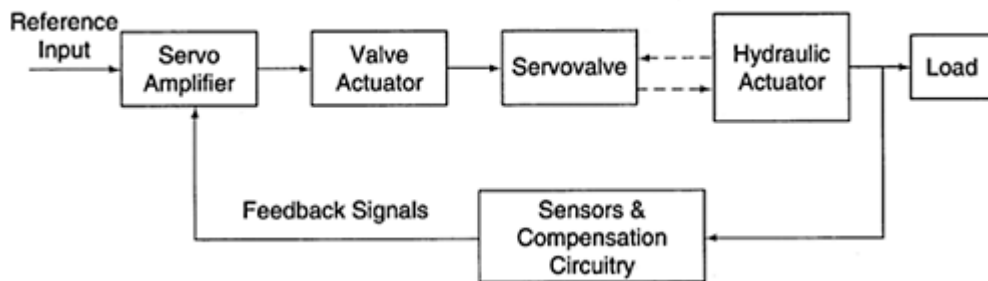 Reference
Input
Servo
Amplifier
Valve
Actuator
Servovalve
Hydraulic
Actuator
Load
Feedback Signals
Sensors &
Compensation
Circuitry